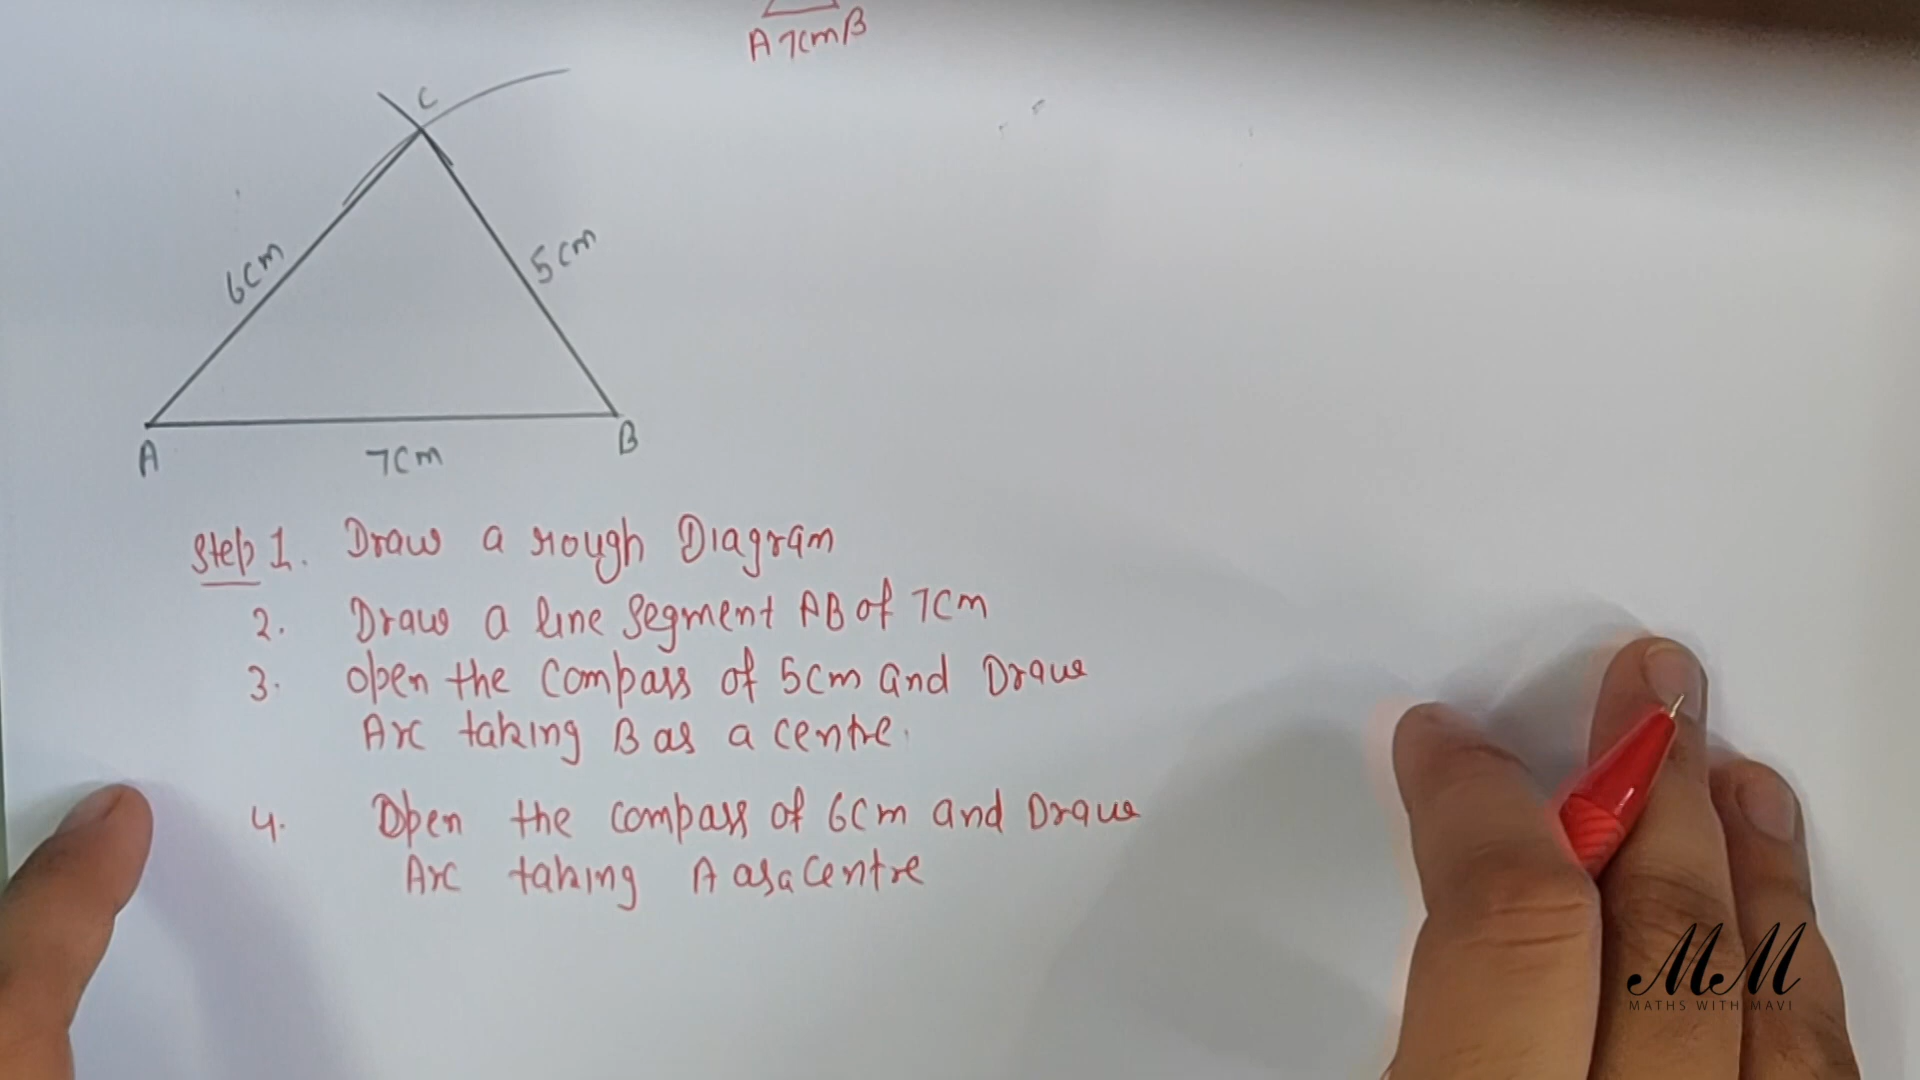 A 7cm B
C
6cm
5cm
A
B
7cm
Step 1. Draw a rough Diagram
2. Draw a line segment AB of 7cm
3. Open the compass of 5cm and Draw
Arc taking B as a centre.
4. Open the compass of 6cm and Draw
Arc taking A as a centre
MM
MATHS WITH MAVI